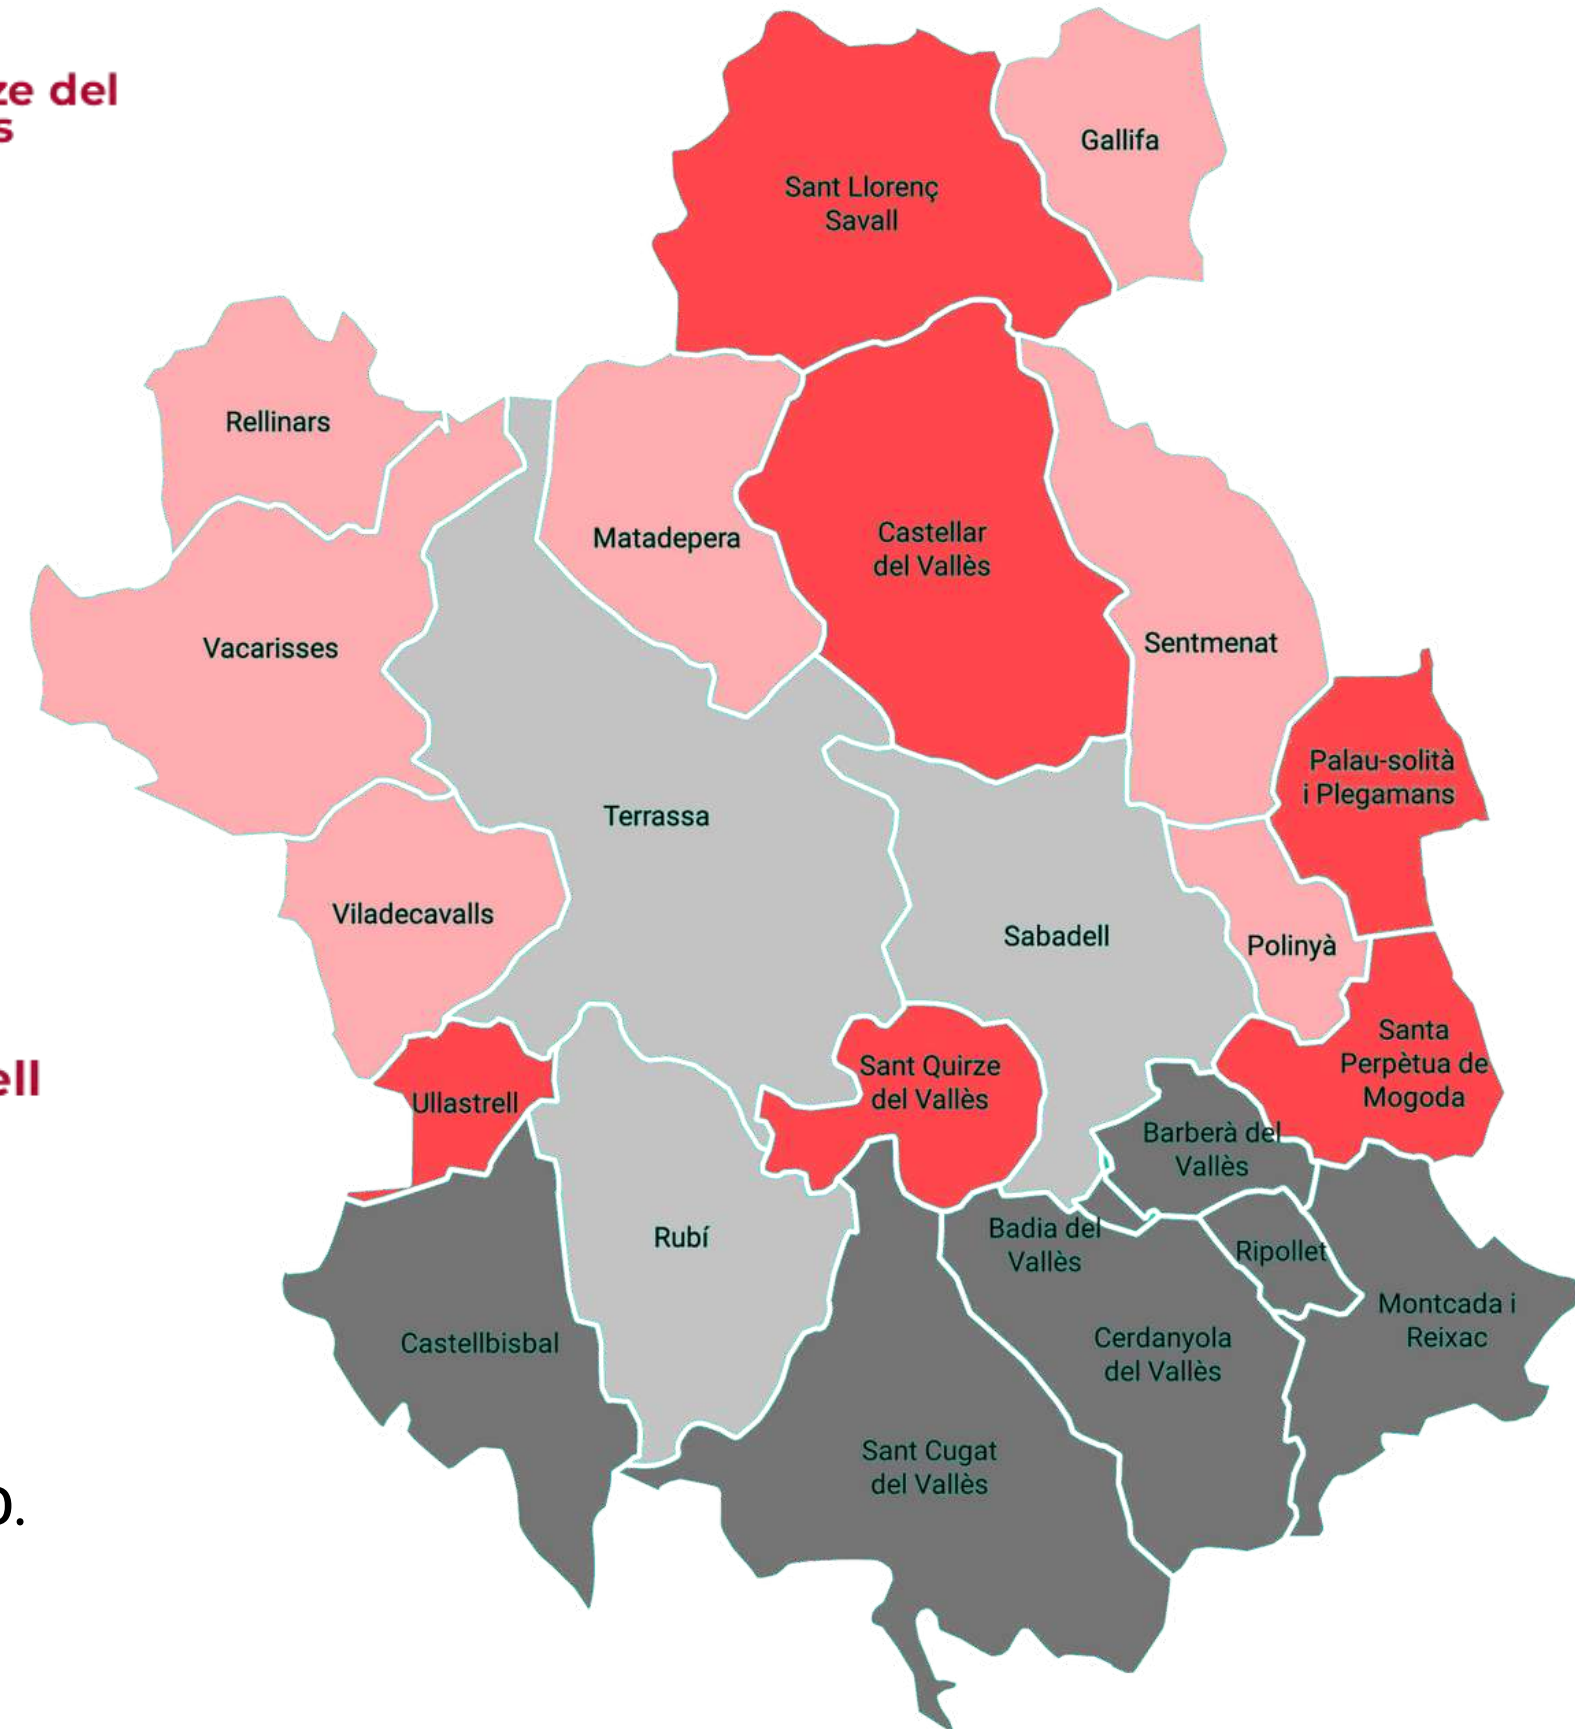 ze del
s
Gallifa
Sant Llorenç
Savall
Rellinars
Matadepera
Castellar
del Vallès
Vacarisses
Sentmenat
Palau-solità
i Plegamans
Terrassa
Viladecavalls
Sabadell
Polinyà
Santa
Perpètua de
Mogoda
Sant Quirze
del Vallès
ell
Ullastrell
Barberà del
Vallès
Rubí
Badia del
Vallès
Ripollet
Montcada i
Reixac
Castellbisbal
Cerdanyola
del Vallès
Sant Cugat
del Vallès
o.